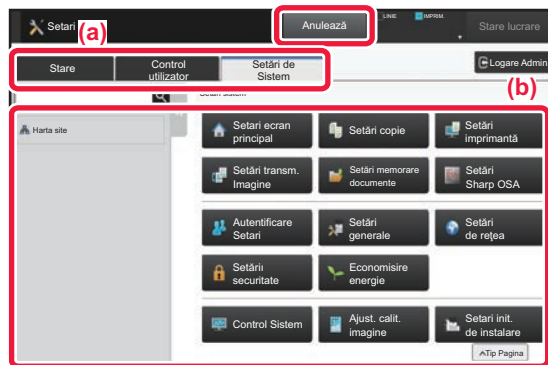 Setari
(a)
Anulează
LINIE
IMPRIM.
Stare lucrare
Stare
Control
utilizator
Setări de
Sistem
Logare Admin
(b)
Harta site
Setari ecran
principal
Setări copie
Setări
imprimantă
Setări transm.
Imagine
Setări memorare
documente
Setări
Sharp OSA
Autentificare
Setari
Setări
generale
Setări
de rețea
Setării
securitate
Economisire
energie
Control Sistem
Ajust. calit.
imagine
Setari init.
de instalare
Tip Pagina